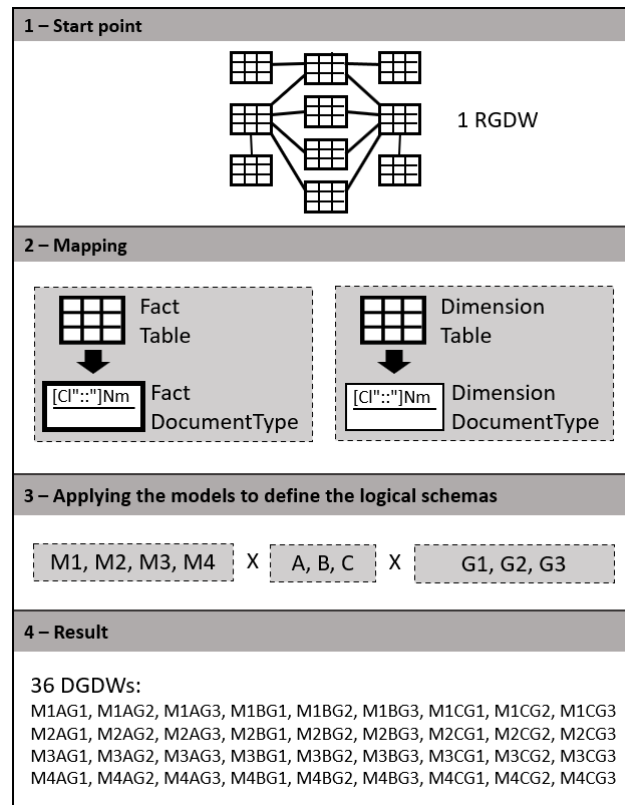 1 – Start point
1 RGDW
2 – Mapping
Fact
Table
[Cl"::"]Nm
Fact
DocumentType
Dimension
Table
[Cl"::"]Nm
Dimension
DocumentType
3 – Applying the models to define the logical schemas
M1, M2, M3, M4 X A, B, C X G1, G2, G3
4 – Result
36 DGDWs:
M1AG1, M1AG2, M1AG3, M1BG1, M1BG2, M1BG3, M1CG1, M1CG2, M1CG3
M2AG1, M2AG2, M2AG3, M2BG1, M2BG2, M2BG3, M2CG1, M2CG2, M2CG3
M3AG1, M3AG2, M3AG3, M3BG1, M3BG2, M3BG3, M3CG1, M3CG2, M3CG3
M4AG1, M4AG2, M4AG3, M4BG1, M4BG2, M4BG3, M4CG1, M4CG2, M4CG3